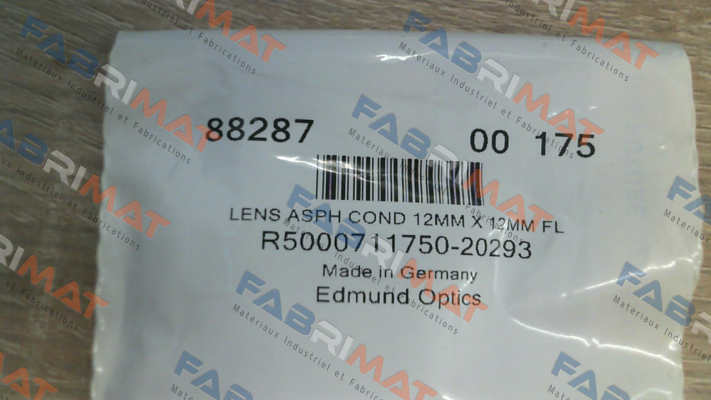 88287 00 175
LENS ASPH COND 12MM X 12MM FL
R5000711750-20293
Made in Germany
Edmund Optics
FABRIMAT
Matériaux Industriel et Fabrications